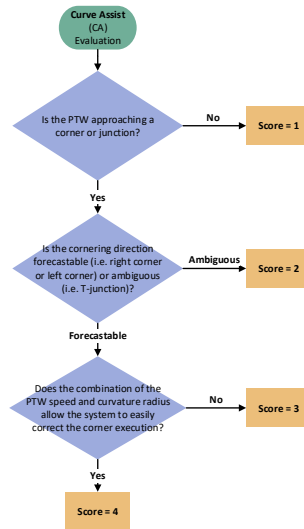 Curve Assist
(CA)
Evaluation
Is the PTW approaching a
corner or junction?
No
Score = 1
Yes
Is the cornering direction
forecastable (i.e. right corner
or left corner) or ambiguous
(i.e. T-junction)?
Ambiguous
Score = 2
Forecastable
Does the combination of the
PTW speed and curvature radius
allow the system to easily
correct the corner execution?
No
Score = 3
Yes
Score = 4